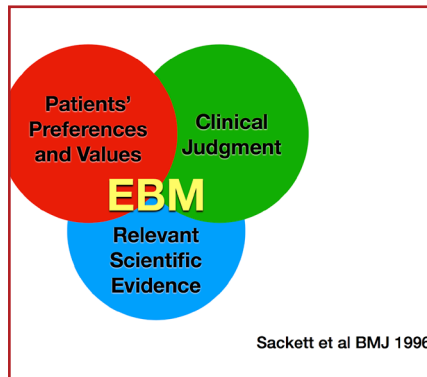 Patients'
Preferences
and Values
Clinical
Judgment
EBM
Relevant
Scientific
Evidence
Sackett et al BMJ 1996